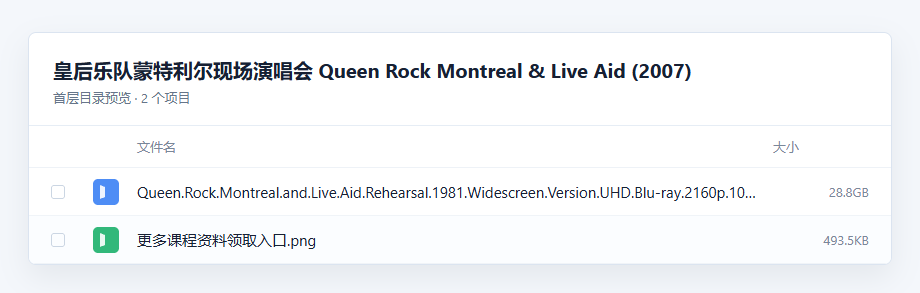 皇后乐队蒙特利尔现场演唱会 Queen Rock Montreal & Live Aid (2007)
首层目录预览 · 2 个项目
文件名 大小
Queen.Rock.Montreal.and.Live.Aid.Rehearsal.1981.Widescreen.Version.UHD.Blu-ray.2160p.10... 28.8GB
更多课程资料领取入口.png 493.5KB